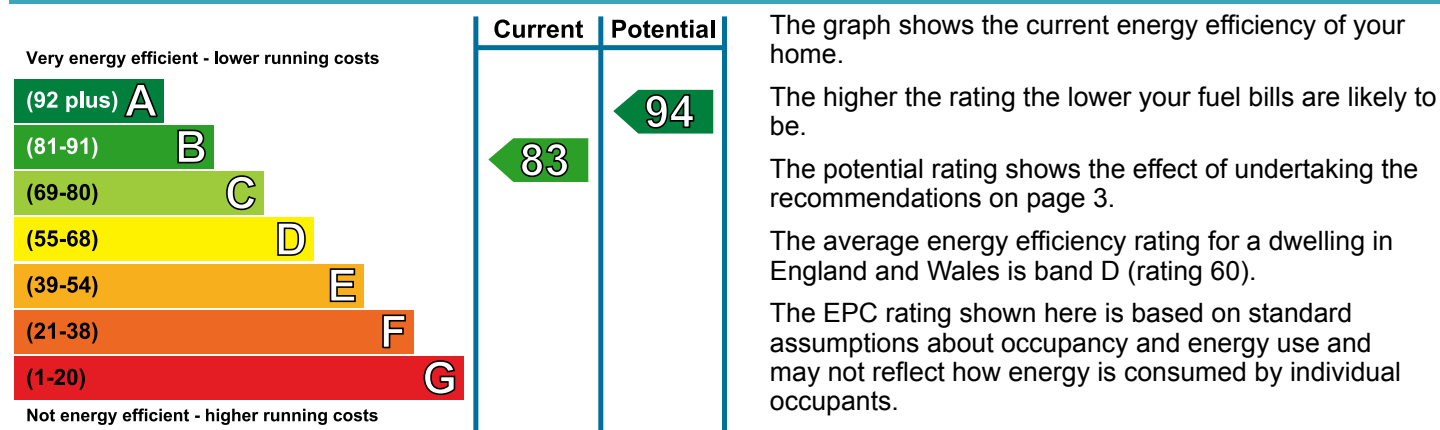 Very energy efficient - lower running costs
(92 plus) A
(81-91) B
(69-80) C
(55-68) D
(39-54) E
(21-38) F
(1-20) G
Not energy efficient - higher running costs
Current Potential
83
94
The graph shows the current energy efficiency of your
home.
The higher the rating the lower your fuel bills are likely to
be.
The potential rating shows the effect of undertaking the
recommendations on page 3.
The average energy efficiency rating for a dwelling in
England and Wales is band D (rating 60).
The EPC rating shown here is based on standard
assumptions about occupancy and energy use and
may not reflect how energy is consumed by individual
occupants.